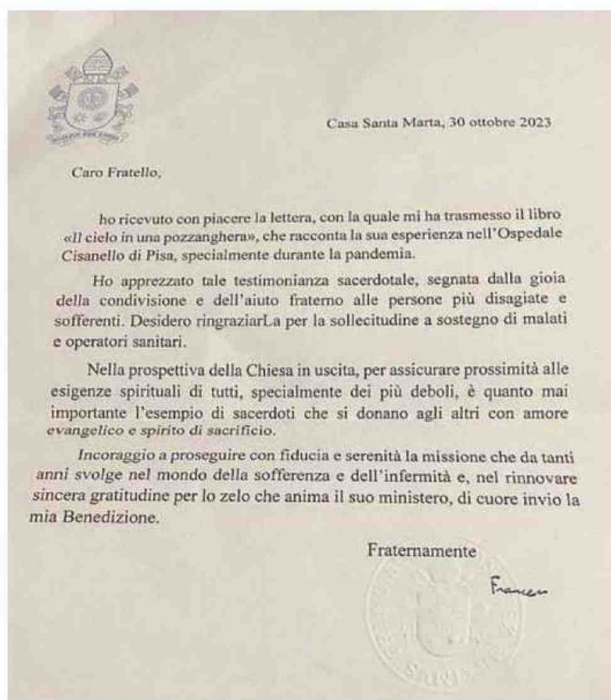 Casa Santa Marta, 30 ottobre 2023
Caro Fratello,
ho ricevuto con piacere la lettera, con la quale mi ha trasmesso il libro
«Il cielo in una pozzanghera», che racconta la sua esperienza nell'Ospedale
Cisanello di Pisa, specialmente durante la pandemia.
Ho apprezzato tale testimonianza sacerdotale, segnata dalla gioia
della condivisione e dell'aiuto fraterno alle persone più disagiate e
sofferenti. Desidero ringraziarLa per la sollecitudine a sostegno di malati
e operatori sanitari.
Nella prospettiva della Chiesa in uscita, per assicurare prossimità alle
esigenze spirituali di tutti, specialmente dei più deboli, è quanto mai
importante l'esempio di sacerdoti che si donano agli altri con amore
evangelico e spirito di sacrificio.
Incoraggio a proseguire con fiducia e serenità la missione che da tanti
anni svolge nel mondo della sofferenza e dell'infermità e, nel rinnovare
sincera gratitudine per lo zelo che anima il suo ministero, di cuore invio la
mia Benedizione.
Fraternamente